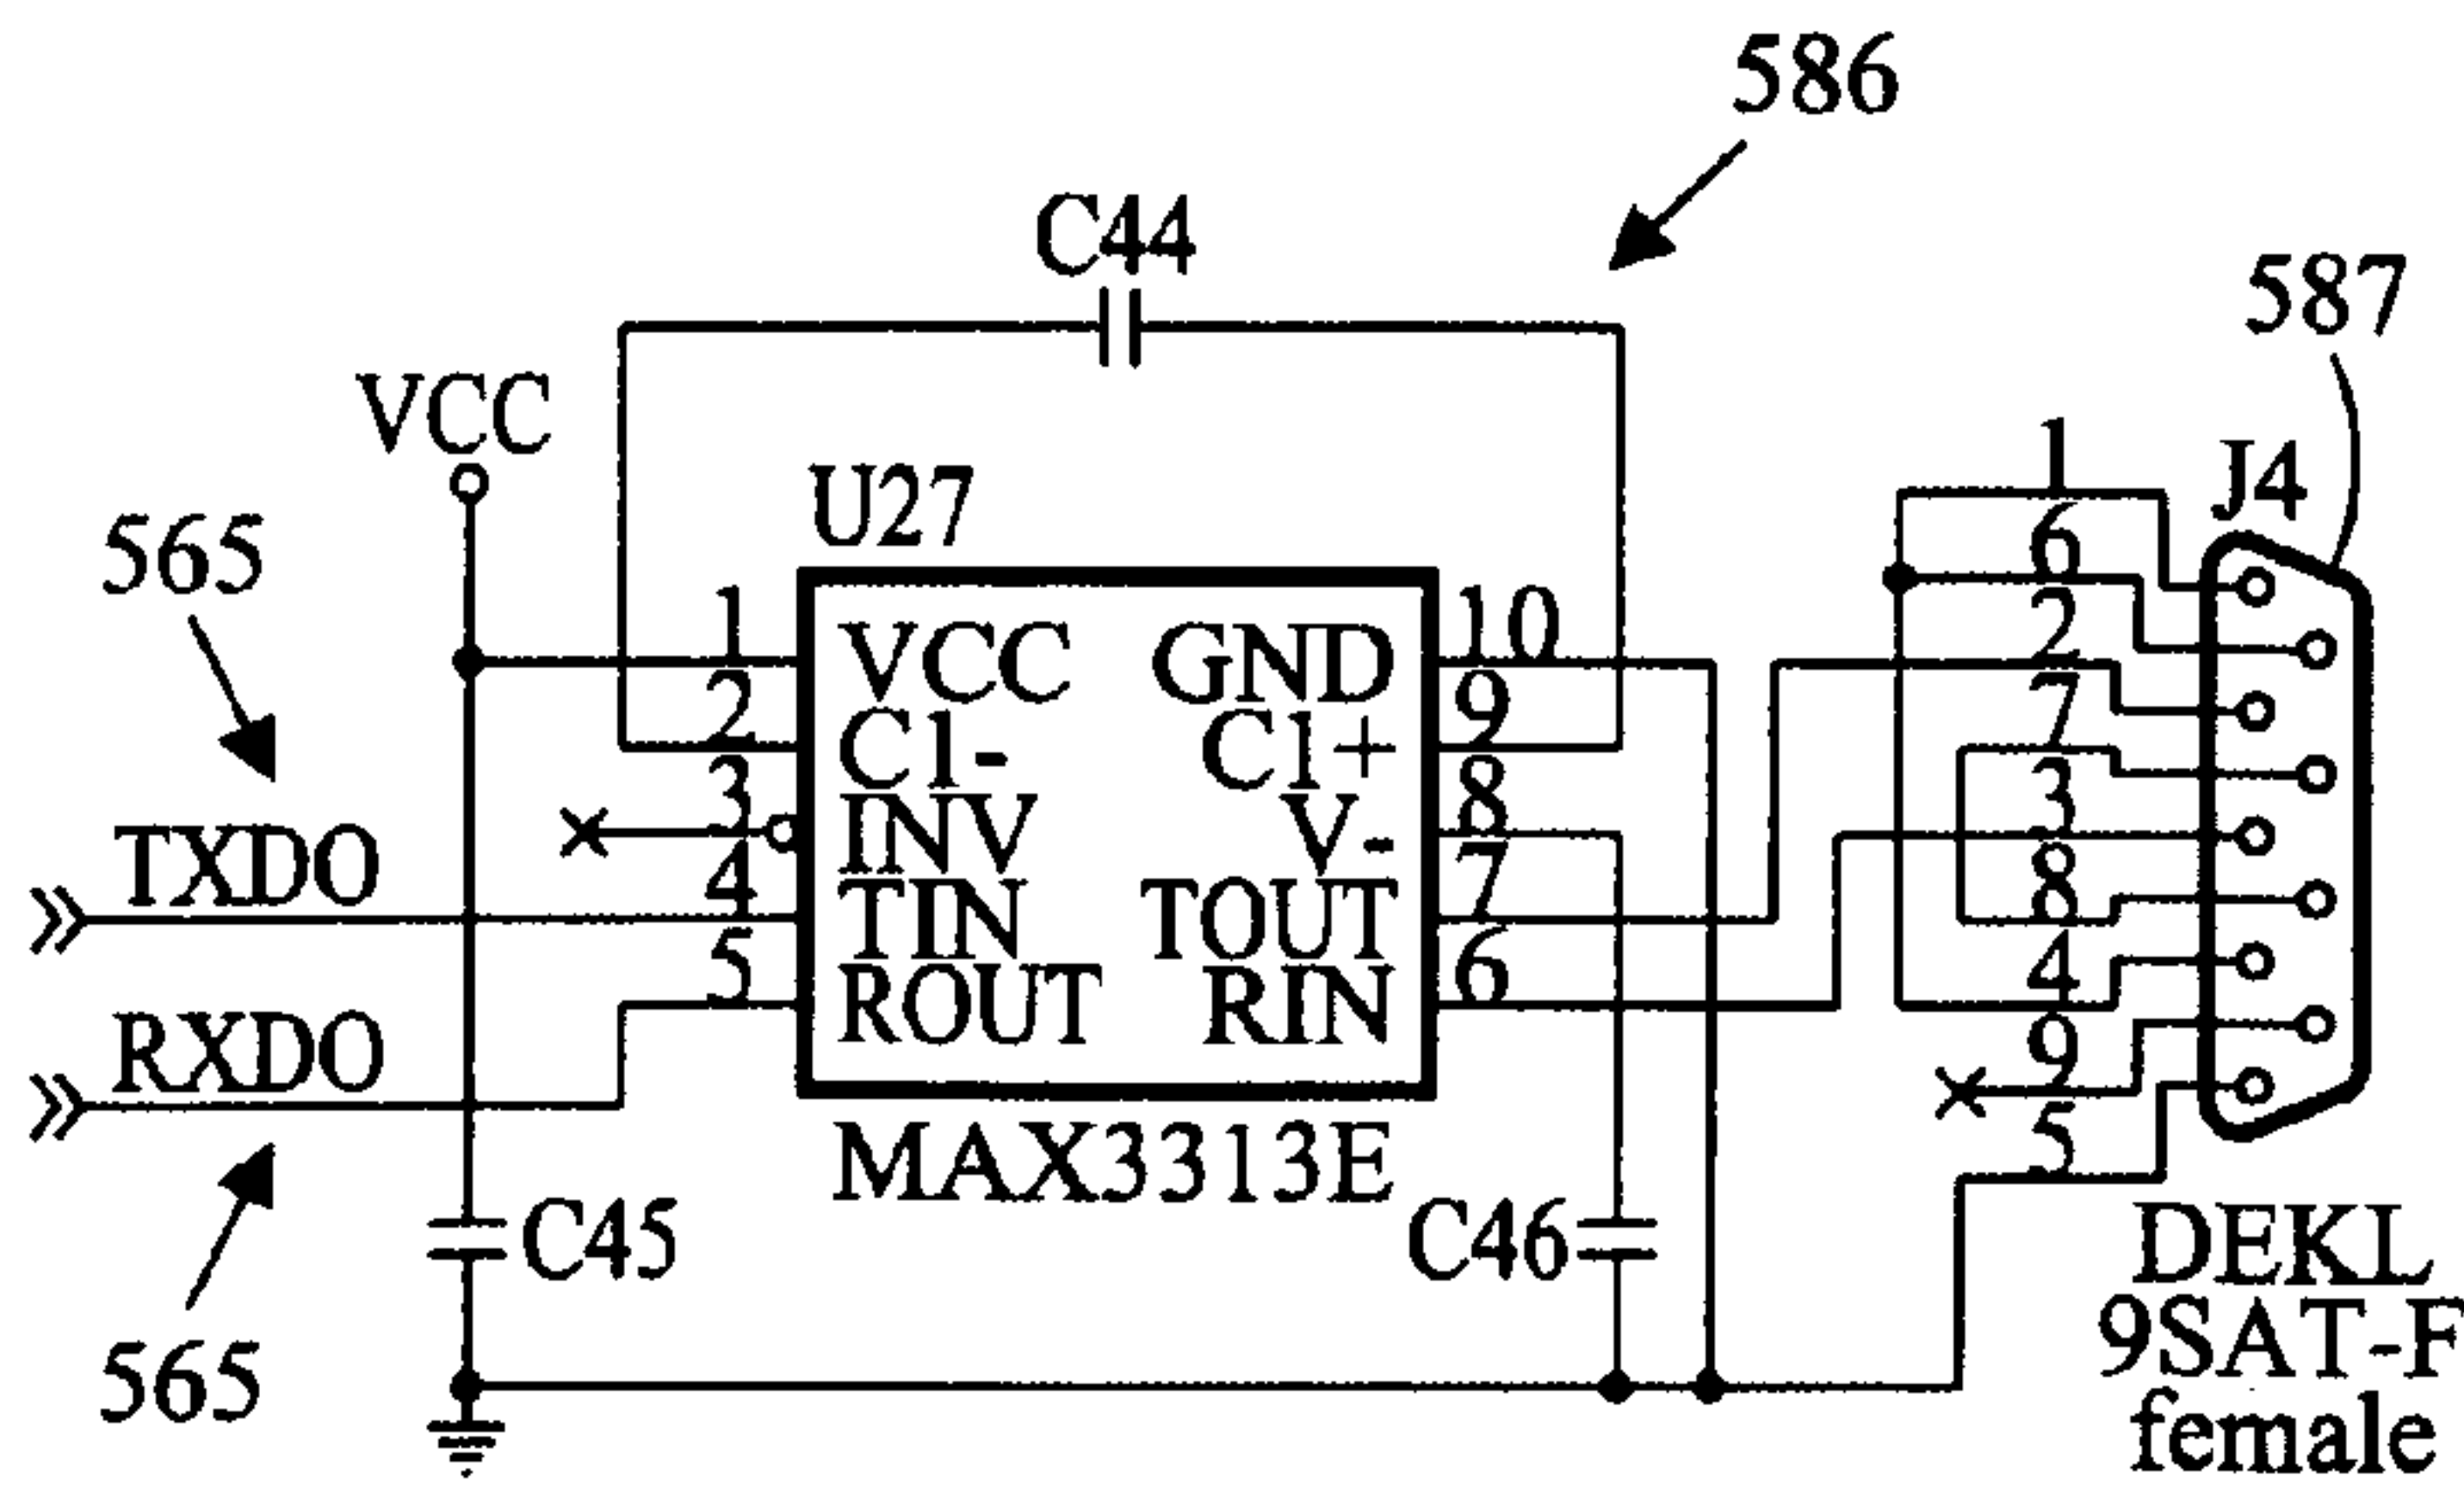 586
C44
587
VCC
J4
U27
565
1
6
2
7
3
8
4
9
5
1
2
3
4
5
VCC
C1-
INV
TIN
ROUT
GND
C1+
V-
TOUT
RIN
10
9
8
7
6
TXDO
RXDO
MAX3313E
C45
C46
565
DEKL
9SAT-F
female